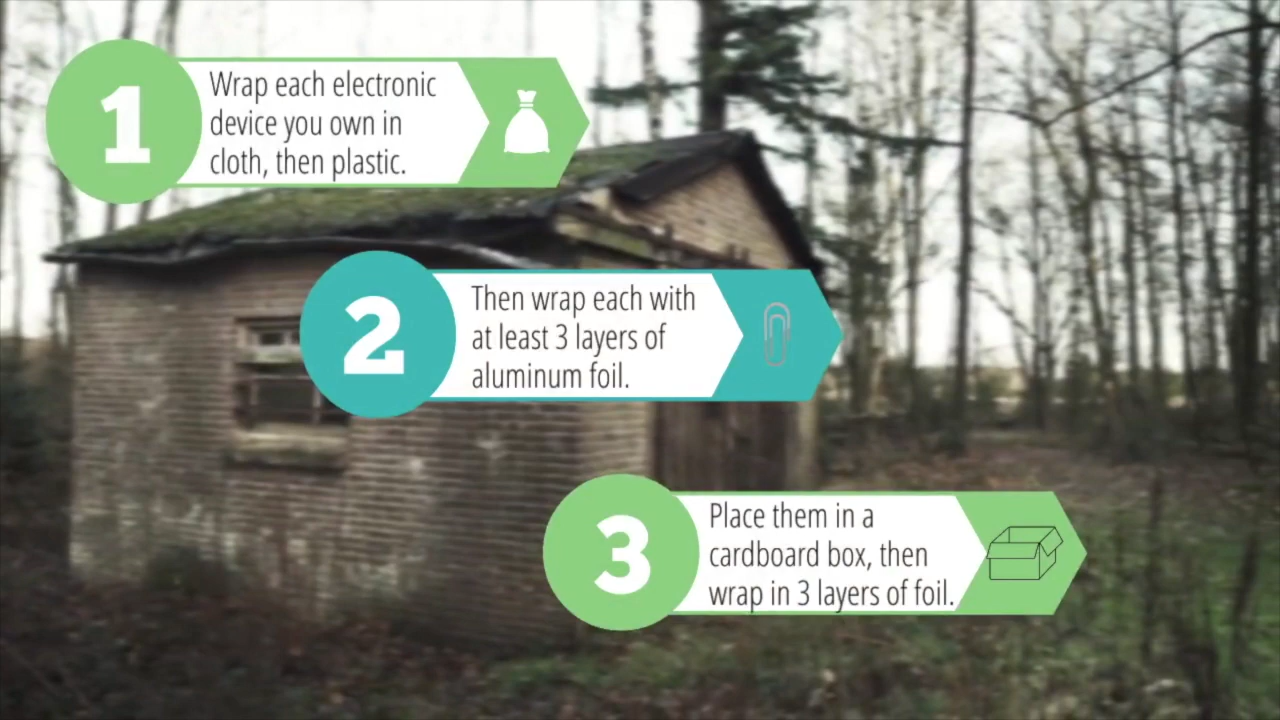 1
Wrap each electronic
device you own in
cloth, then plastic.
2
Then wrap each with
at least 3 layers of
aluminum foil.
3
Place them in a
cardboard box, then
wrap in 3 layers of foil.